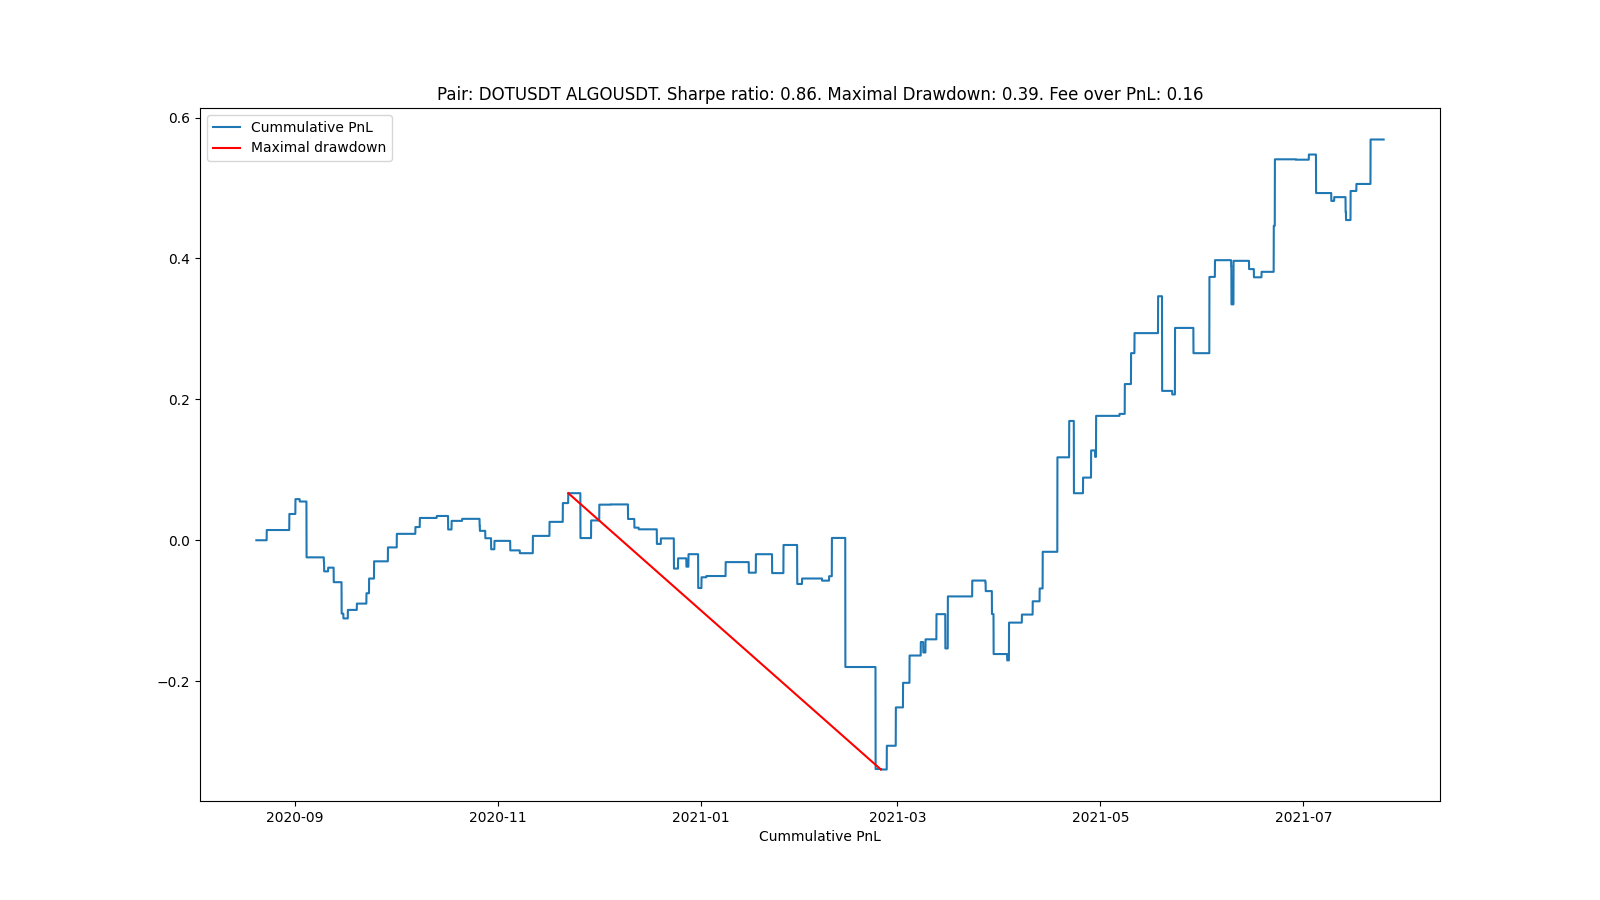 Pair: DOTUSDT ALGOUSDT. Sharpe ratio: 0.86. Maximal Drawdown: 0.39. Fee over PnL: 0.16
Cummulative PnL
Maximal drawdown
0.6
0.4
0.2
0.0
−0.2
2020-09
2020-11
2021-01
2021-03
2021-05
2021-07
Cummulative PnL